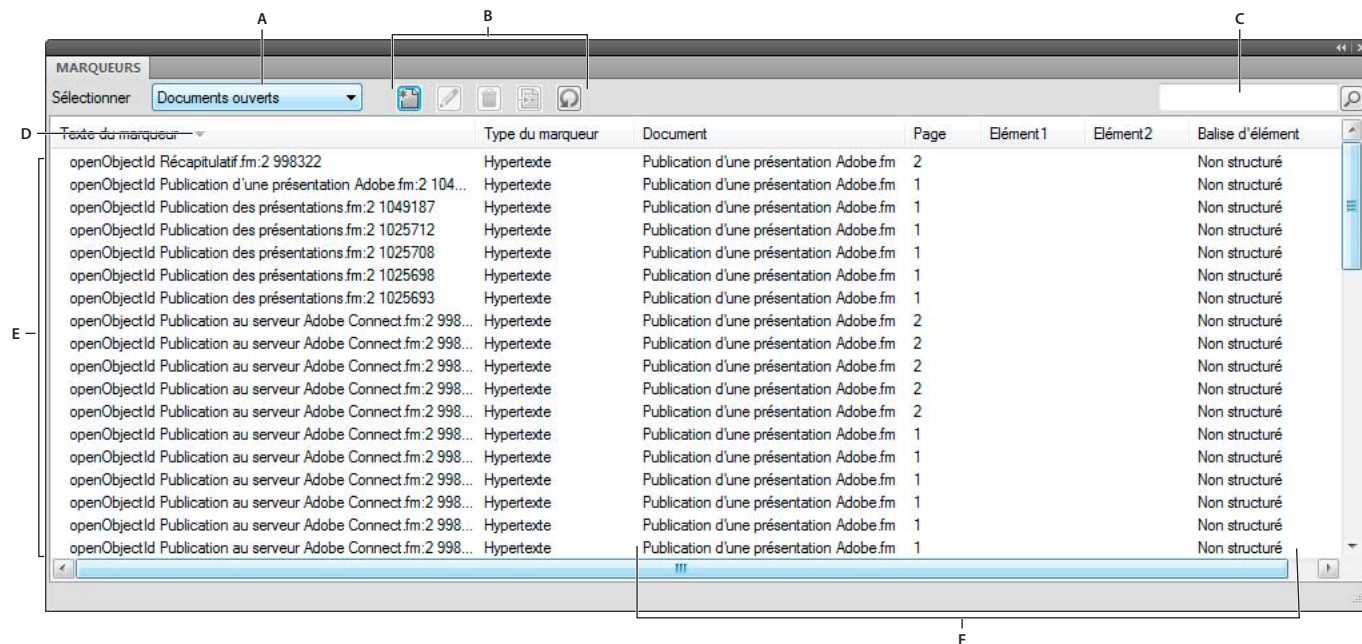 A
B
C
MARQUEURS
Sélectionner Documents ouverts
D
Texte du marqueur Type du marqueur Document Page Elément1 Elément2 Balise d'élément
openObjectId Récapitulatif.fm:2 998322 Hypertexte Publication d'une présentation Adobe.fm 2 Non structuré
openObjectId Publication d'une présentation Adobe.fm:2 104... Hypertexte Publication d'une présentation Adobe.fm 1 Non structuré
openObjectId Publication des présentations.fm:2 1049187 Hypertexte Publication d'une présentation Adobe.fm 1 Non structuré
openObjectId Publication des présentations.fm:2 1025712 Hypertexte Publication d'une présentation Adobe.fm 1 Non structuré
openObjectId Publication des présentations.fm:2 1025708 Hypertexte Publication d'une présentation Adobe.fm 1 Non structuré
openObjectId Publication des présentations.fm:2 1025698 Hypertexte Publication d'une présentation Adobe.fm 1 Non structuré
openObjectId Publication des présentations.fm:2 1025693 Hypertexte Publication d'une présentation Adobe.fm 1 Non structuré
openObjectId Publication au serveur Adobe Connect.fm:2 998... Hypertexte Publication d'une présentation Adobe.fm 2 Non structuré
E
openObjectId Publication au serveur Adobe Connect.fm:2 998... Hypertexte Publication d'une présentation Adobe.fm 2 Non structuré
openObjectId Publication au serveur Adobe Connect.fm:2 998... Hypertexte Publication d'une présentation Adobe.fm 2 Non structuré
openObjectId Publication au serveur Adobe Connect.fm:2 998... Hypertexte Publication d'une présentation Adobe.fm 2 Non structuré
openObjectId Publication au serveur Adobe Connect.fm:2 998... Hypertexte Publication d'une présentation Adobe.fm 2 Non structuré
openObjectId Publication au serveur Adobe Connect.fm:2 998... Hypertexte Publication d'une présentation Adobe.fm 1 Non structuré
openObjectId Publication au serveur Adobe Connect.fm:2 998... Hypertexte Publication d'une présentation Adobe.fm 1 Non structuré
openObjectId Publication au serveur Adobe Connect.fm:2 998... Hypertexte Publication d'une présentation Adobe.fm 1 Non structuré
openObjectId Publication au serveur Adobe Connect.fm:2 998... Hypertexte Publication d'une présentation Adobe.fm 1 Non structuré
openObjectId Publication au serveur Adobe Connect.fm:2 998... Hypertexte Publication d'une présentation Adobe.fm 1 Non structuré
openObjectId Publication au serveur Adobe Connect.fm:2 998... Hypertexte Publication d'une présentation Adobe.fm 1 Non structuré
F